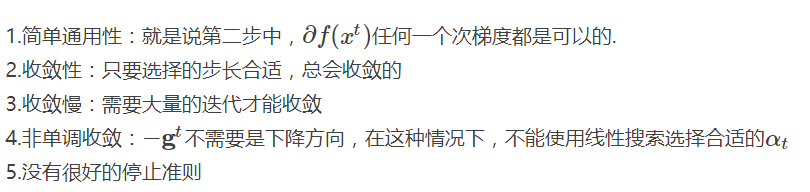 1.简单通用性：就是说第二步中，∂f(x^t)任何一个次梯度都是可以的.
2.收敛性：只要选择的步长合适，总会收敛的
3.收敛慢：需要大量的迭代才能收敛
4.非单调收敛：−g^t不需要是下降方向，在这种情况下，不能使用线性搜索选择合适的α_t
5.没有很好的停止准则